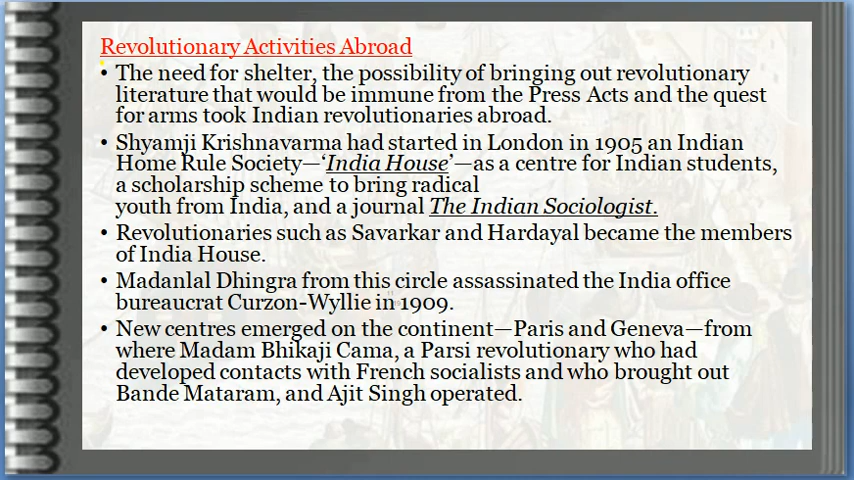 Revolutionary Activities Abroad
• The need for shelter, the possibility of bringing out revolutionary
literature that would be immune from the Press Acts and the quest
for arms took Indian revolutionaries abroad.
• Shyamji Krishnavarma had started in London in 1905 an Indian
Home Rule Society—‘India House’—as a centre for Indian students,
a scholarship scheme to bring radical
youth from India, and a journal The Indian Sociologist.
• Revolutionaries such as Savarkar and Hardayal became the members
of India House.
• Madanlal Dhingra from this circle assassinated the India office
bureaucrat Curzon-Wyllie in 1909.
• New centres emerged on the continent—Paris and Geneva—from
where Madam Bhikaji Cama, a Parsi revolutionary who had
developed contacts with French socialists and who brought out
Bande Mataram, and Ajit Singh operated.